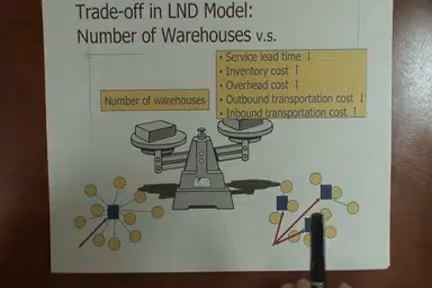 Trade-off in LND Model:
Number of Warehouses v.s.
• Service lead time ↓
• Inventory cost ↑
• Overhead cost ↑
• Outbound transportation cost ↓
• Inbound transportation cost ↑
Number of warehouses